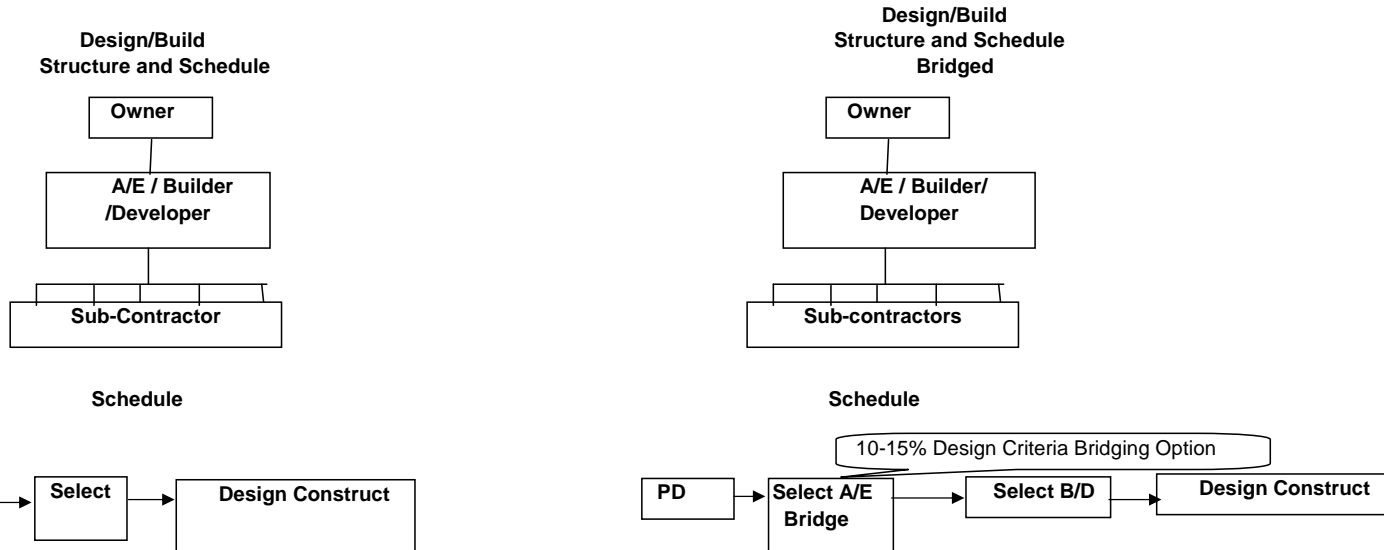 Design/Build
Structure and Schedule
Owner
A/E / Builder
/Developer
Sub-Contractor
Schedule
Select
Design Construct
Design/Build
Structure and Schedule
Bridged
Owner
A/E / Builder/
Developer
Sub-contractors
Schedule
10-15% Design Criteria Bridging Option
PD
Select A/E
Bridge
Select B/D
Design Construct